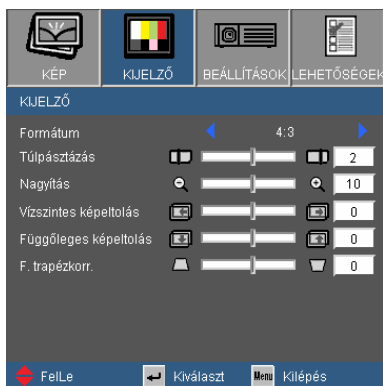 KÉP KIJELZŐ BEÁLLÍTÁSOK LEHETŐSÉGEK
KIJELZŐ
Formátum 4:3
Túlpásztázás 2
Nagyítás 10
Vízszintes képeltolás 0
Függőleges képeltolás 0
F. trapézkorr. 0
FelLe Kiválaszt Menu Kilépés